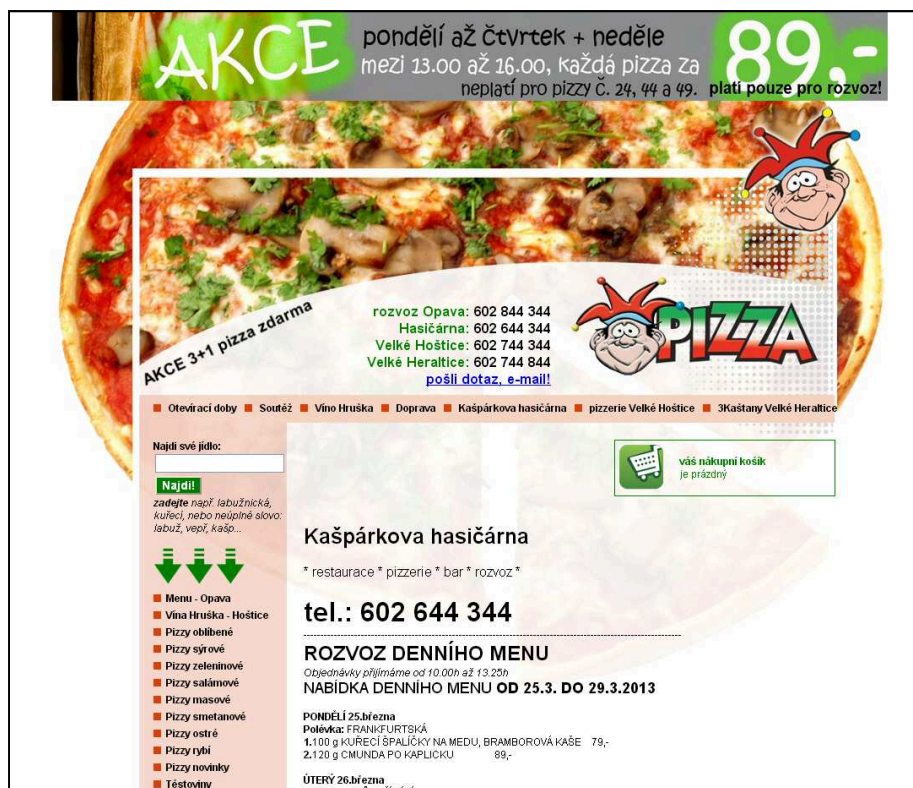 AKCE
pondělí až čtvrtek + neděle
mezi 13.00 až 16.00, každá pizza za
89,-
neplatí pro pizzy č. 24, 44 a 49. platí pouze pro rozvoz!
AKCE 3+1 pizza zdarma
rozvoz Opava: 602 844 344
Hasičárna: 602 644 344
Velké Hoštice: 602 744 344
Velké Heraltice: 602 744 844
pošli dotaz, e-mail!
PIZZA
Otevírací doby Soutěž Víno Hruška Doprava Kašpárkova hasičárna pizzerie Velké Hoštice 3Kaštany Velké Heraltice
Najdi své jídlo:
Najdi!
zadejte např. labužnická,
kuřecí, nebo neúplné slovo:
labuž, vepř, kašp...
váš nákupní košík
je prázdný
Menu - Opava
Vína Hruška - Hoštice
Pizzy oblíbené
Pizzy sýrové
Pizzy zeleninové
Pizzy salámové
Pizzy masové
Pizzy smetanové
Pizzy ostré
Pizzy rybí
Pizzy novinky
Těstoviny
Kašpárkova hasičárna
* restaurace * pizzerie * bar * rozvoz *
tel.: 602 644 344
ROZVOZ DENNÍHO MENU
Objednávky přijímáme od 10.00h až 13.25h
NABÍDKA DENNÍHO MENU OD 25.3. DO 29.3.2013
PONDĚLÍ 25.března
Polévka: FRANKFURTSKÁ
1.100 g KUŘECÍ ŠPALÍČKY NA MEDU, BRAMBOROVÁ KAŠE 79,-
2.120 g CMUNDA PO KAPLICKU 89,-
ÚTERÝ 26.března